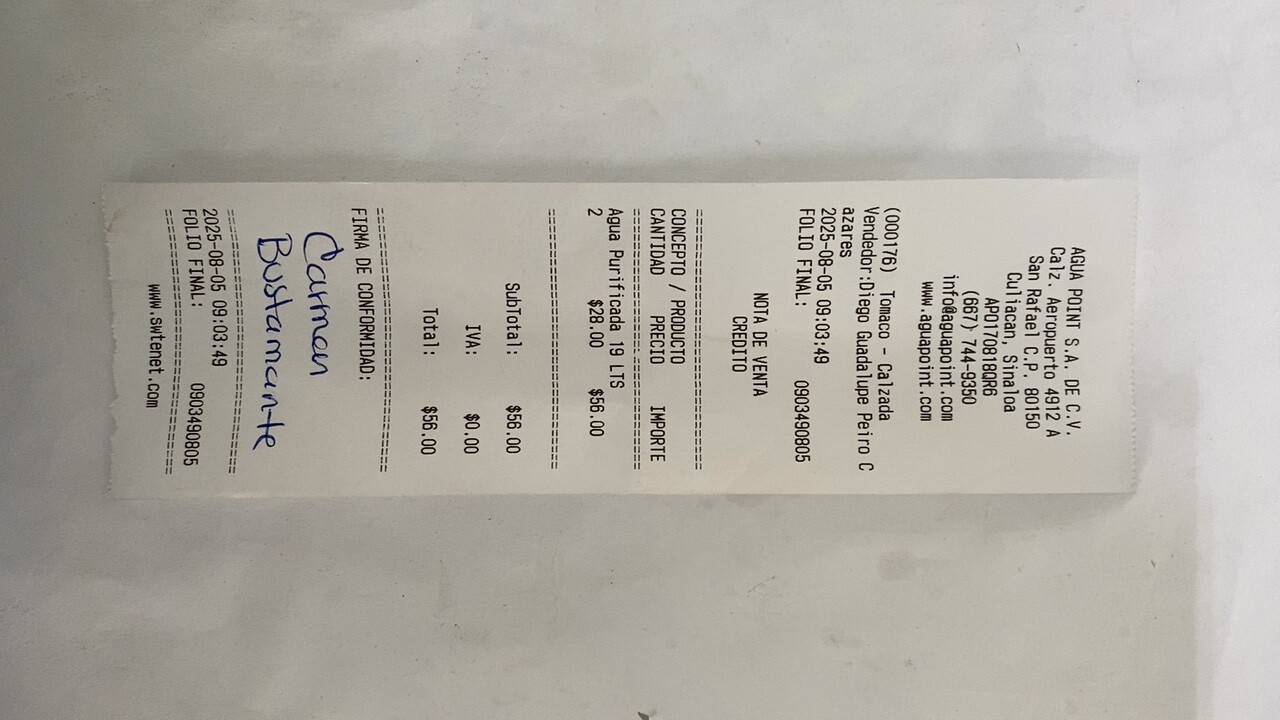 AGUA POINT S.A. DE C.V.
Calz. Aeropuerto 4912 A
San Rafael C.P. 80150
Culiacan, Sinaloa
APO170818QR6
(667) 744-9350
info@aguapoint.com
www.aguapoint.com
(000176) Tomaco - Calzada
Vendedor:Diego Guadalupe Peiro C
azares
2025-08-05 09:03:49
FOLIO FINAL: 0903490805
NOTA DE VENTA
CREDITO
================================
CONCEPTO / PRODUCTO
CANTIDAD PRECIO IMPORTE
================================
Agua Purificada 19 LTS
2 $28.00 $56.00
================================
SubTotal: $56.00
IVA: $0.00
Total: $56.00
================================
FIRMA DE CONFORMIDAD:
Carmen
Bustamante
================================
2025-08-05 09:03:49
FOLIO FINAL: 0903490805
================================
www.swtenet.com